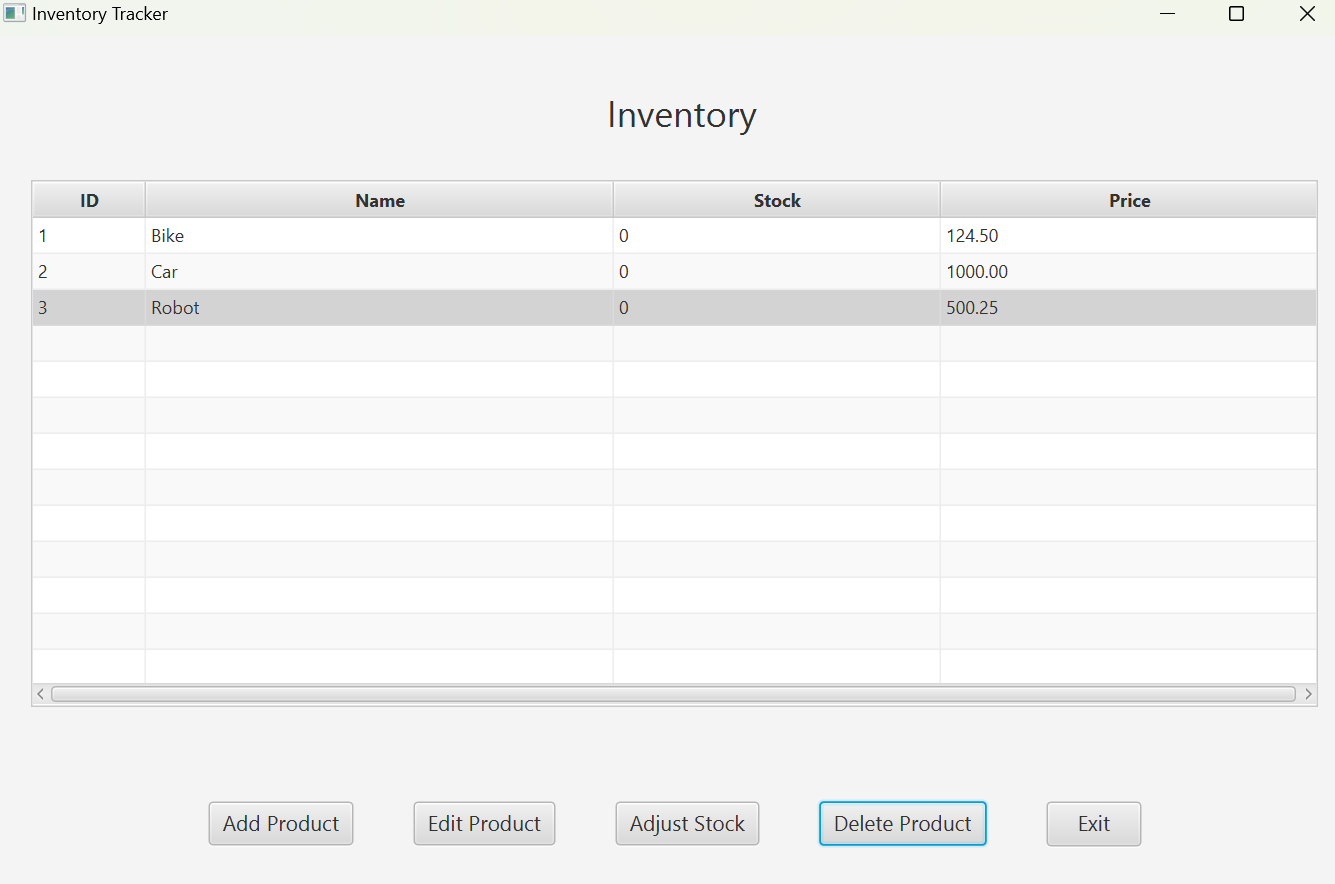 Inventory Tracker
Inventory
ID Name Stock Price
1 Bike 0 124.50
2 Car 0 1000.00
3 Robot 0 500.25
Add Product Edit Product Adjust Stock Delete Product Exit